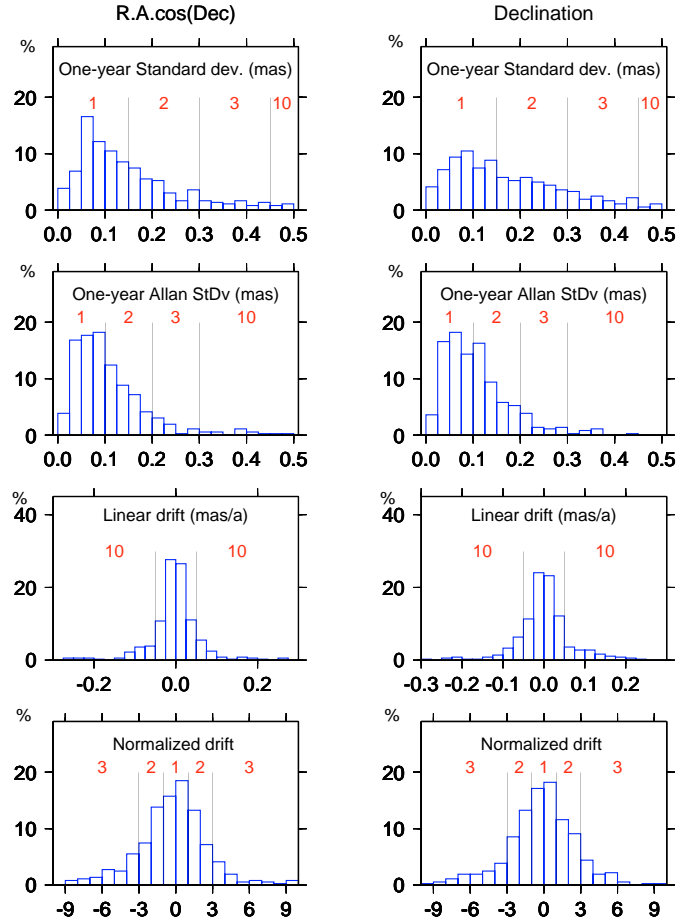 R.A.cos(Dec) Declination
% %
One-year Standard dev. (mas) One-year Standard dev. (mas)
1 2 3 10 1 2 3 10
20 20
10 10
0 0
0.0 0.1 0.2 0.3 0.4 0.5 0.0 0.1 0.2 0.3 0.4 0.5
% %
One-year Allan StDv (mas) One-year Allan StDv (mas)
1 2 3 10 1 2 3 10
20 20
10 10
0 0
0.0 0.1 0.2 0.3 0.4 0.5 0.0 0.1 0.2 0.3 0.4 0.5
% %
40 40
Linear drift (mas/a) Linear drift (mas/a)
10 10 10 10
20 20
0 0
-0.2 0.0 0.2 -0.3 -0.2 -0.1 0.0 0.1 0.2
% %
Normalized drift Normalized drift
3 2 1 2 3 3 2 1 2 3
20 20
10 10
0 0
-9 -6 -3 0 3 6 9 -9 -6 -3 0 3 6 9